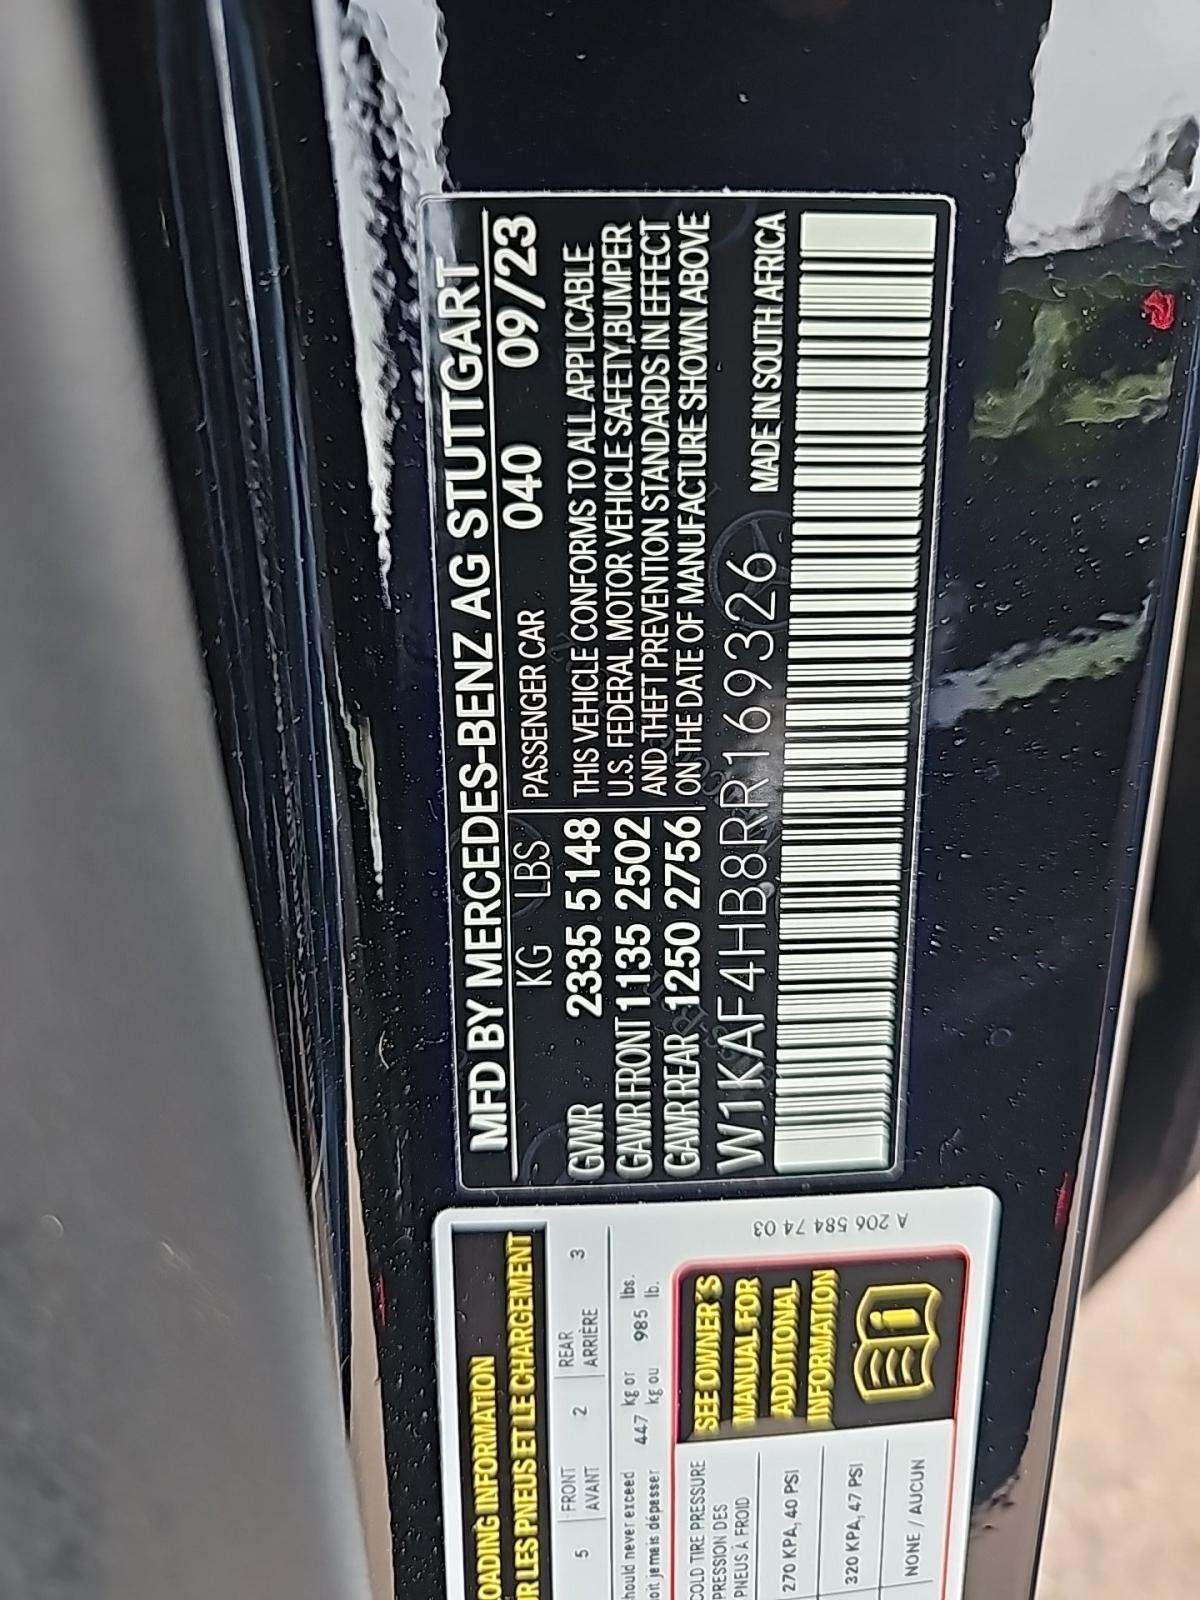 MFD BY MERCEDES-BENZ AG STUTTGART
KG LBS PASSENGER CAR 040 09/23
GVWR 2335 5148
GAWR FRONT 1135 2502
GAWR REAR 1250 2756
THIS VEHICLE CONFORMS TO ALL APPLICABLE
U.S. FEDERAL MOTOR VEHICLE SAFETY,BUMPER
AND THEFT PREVENTION STANDARDS IN EFFECT
ON THE DATE OF MANUFACTURE SHOWN ABOVE
W1KAF4HB8RR169326 MADE IN SOUTH AFRICA
OADING INFORMATION
R LES PNEUS ET LE CHARGEMENT
5 FRONT 2 REAR 3
AVANT ARRIÈRE
hould never exceed 447 kg or 985 lbs.
oit jamais dépasser kg ou lb.
COLD TIRE PRESSURE
PRESSION DES
PNEUS À FROID
270 KPA, 40 PSI
320 KPA, 47 PSI
NONE / AUCUN
SEE OWNER'S
MANUAL FOR
ADDITIONAL
INFORMATION
A 206 584 74 03